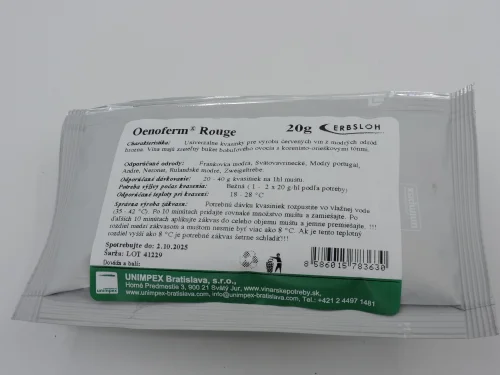 Oenoferm® Rouge 20g ERBSLÖH
Charakteristika: Univerzálne kvasinky pre výrobu červených vín z modrých odrôd
hrozna. Vína majú zreteľný buket bobuľového ovocia s korenisto-orieškovým tónom.
Odporúčané odrody: Frankovka modrá, Svätovavrinecké, Modrý portugal,
Andre, Neronet, Rulandské modré, Zweigeltrebe.
Odporúčané dávkovanie: 20 - 40 g kvasiniek na 1hl muštu.
Potreba výživy počas kvasenia: Bežná ( 1 - 2 x 20 g /hl podľa potreby)
Odporúčané teploty pri kvasení: 18 - 28 °C
Správna výroba zákvasu: Potrebnú dávku kvasiniek rozpustite vo vlažnej vode
(35 - 42 °C). Po 10 minútach pridajte rovnaké množstvo muštu a zamiešajte. Po
ďalších 10 minútach aplikujte zákvas do celého objemu muštu a jemne premiešajte. !!!
rozdiel medzi zákvasom a muštom nesmie byť viac ako 8 °C. Ak je tento teplotný
rozdiel vyšší ako 8 °C je potrebné zákvas šetrne schladiť!!!
Spotrebujte do: 2.10.2025
Šarža: LOT 41229
Dováža a balí:
8 586015 783630
UNIMPEX Bratislava, s.r.o.,
Horné Predmestie 3, 900 21 Svätý Jur, www.vinarskepotreby.sk,
www.unimpex-bratislava.com, info@unimpex-bratislava.com, Tel.: +421 2 4497 1481
unimpex